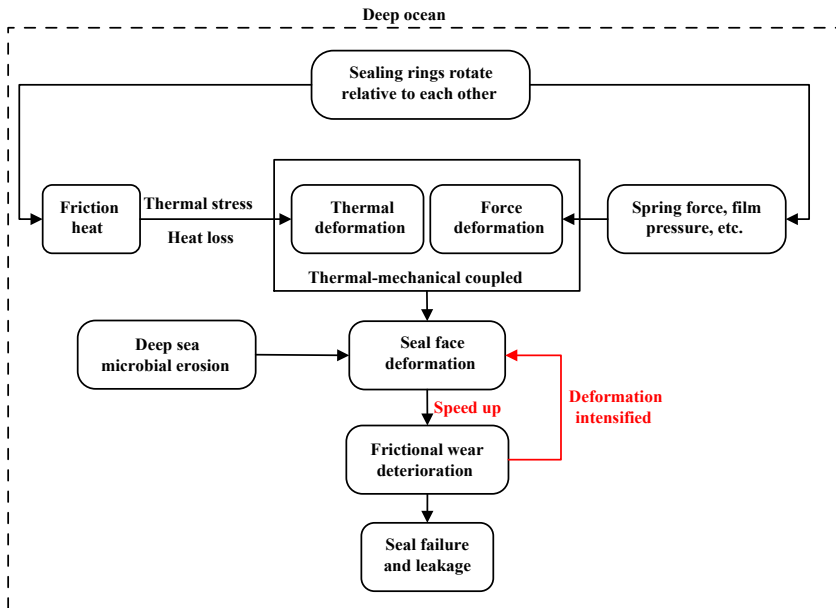 Deep ocean
Sealing rings rotate
relative to each other
Friction
heat
Thermal stress
Heat loss
Thermal
deformation
Force
deformation
Spring force, film
pressure, etc.
Thermal-mechanical coupled
Deep sea
microbial erosion
Seal face
deformation
Speed up
Deformation
intensified
Frictional wear
deterioration
Seal failure
and leakage